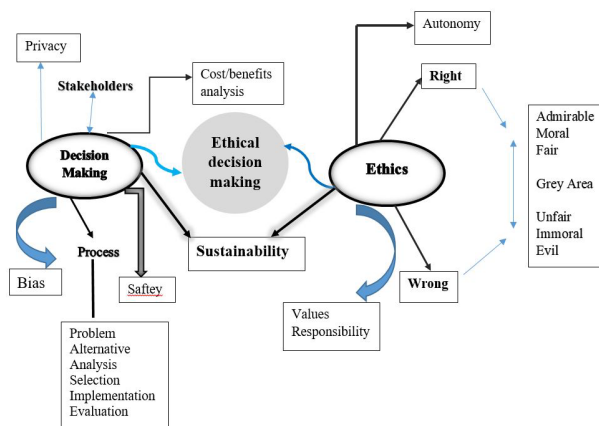 Autonomy
Privacy
Stakeholders
Cost/benefits
analysis
Right
Admirable
Moral
Fair
Grey Area
Unfair
Immoral
Evil
Decision
Making
Ethical
decision
making
Ethics
Process
Sustainability
Bias
Saftey
Wrong
Values
Responsibility
Problem
Alternative
Analysis
Selection
Implementation
Evaluation